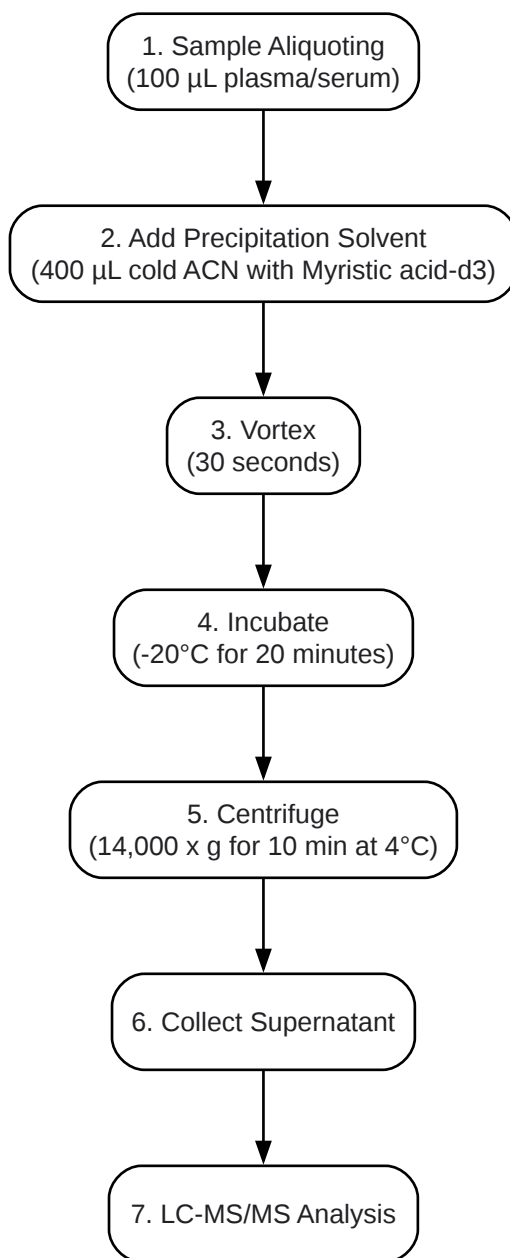 1. Sample Aliquoting
(100 µL plasma/serum)
2. Add Precipitation Solvent
(400 µL cold ACN with Myristic acid-d3)
3. Vortex
(30 seconds)
4. Incubate
(-20°C for 20 minutes)
5. Centrifuge
(14,000 x g for 10 min at 4°C)
6. Collect Supernatant
7. LC-MS/MS Analysis